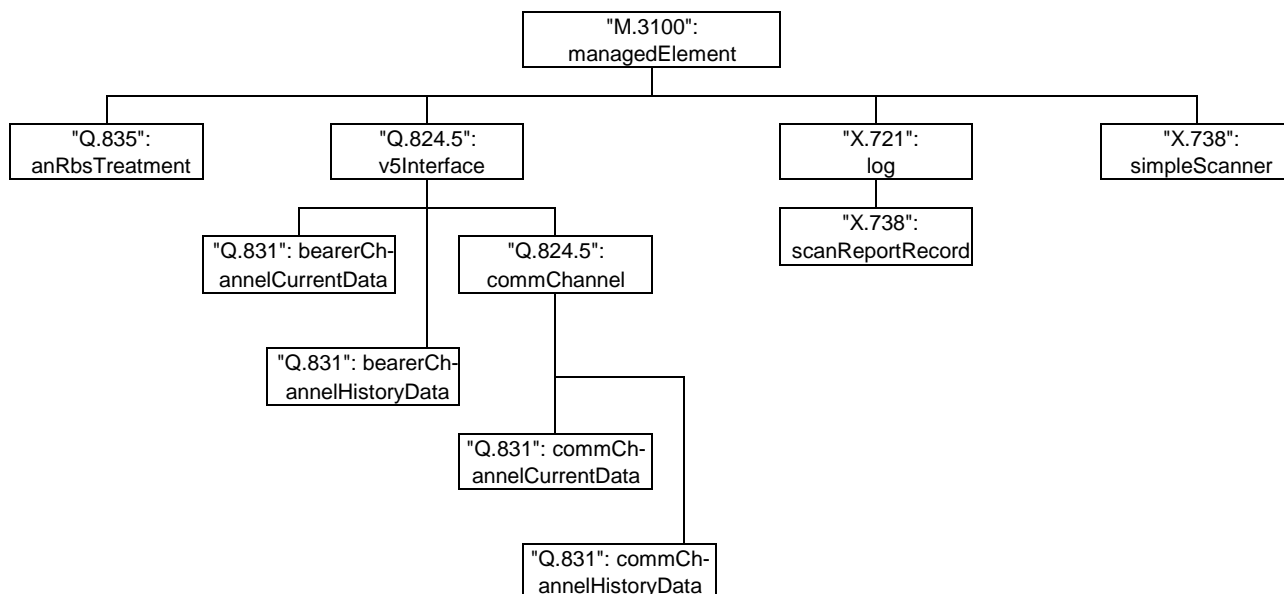 "M.3100":
managedElement
"Q.835":
anRbsTreatment
"Q.824.5":
v5Interface
"X.721":
log
"X.738":
simpleScanner
"X.738":
scanReportRecord
"Q.831": bearerCh-
annelCurrentData
"Q.824.5":
commChannel
"Q.831": bearerCh-
annelHistoryData
"Q.831": commCh-
annelCurrentData
"Q.831": commCh-
annelHistoryData